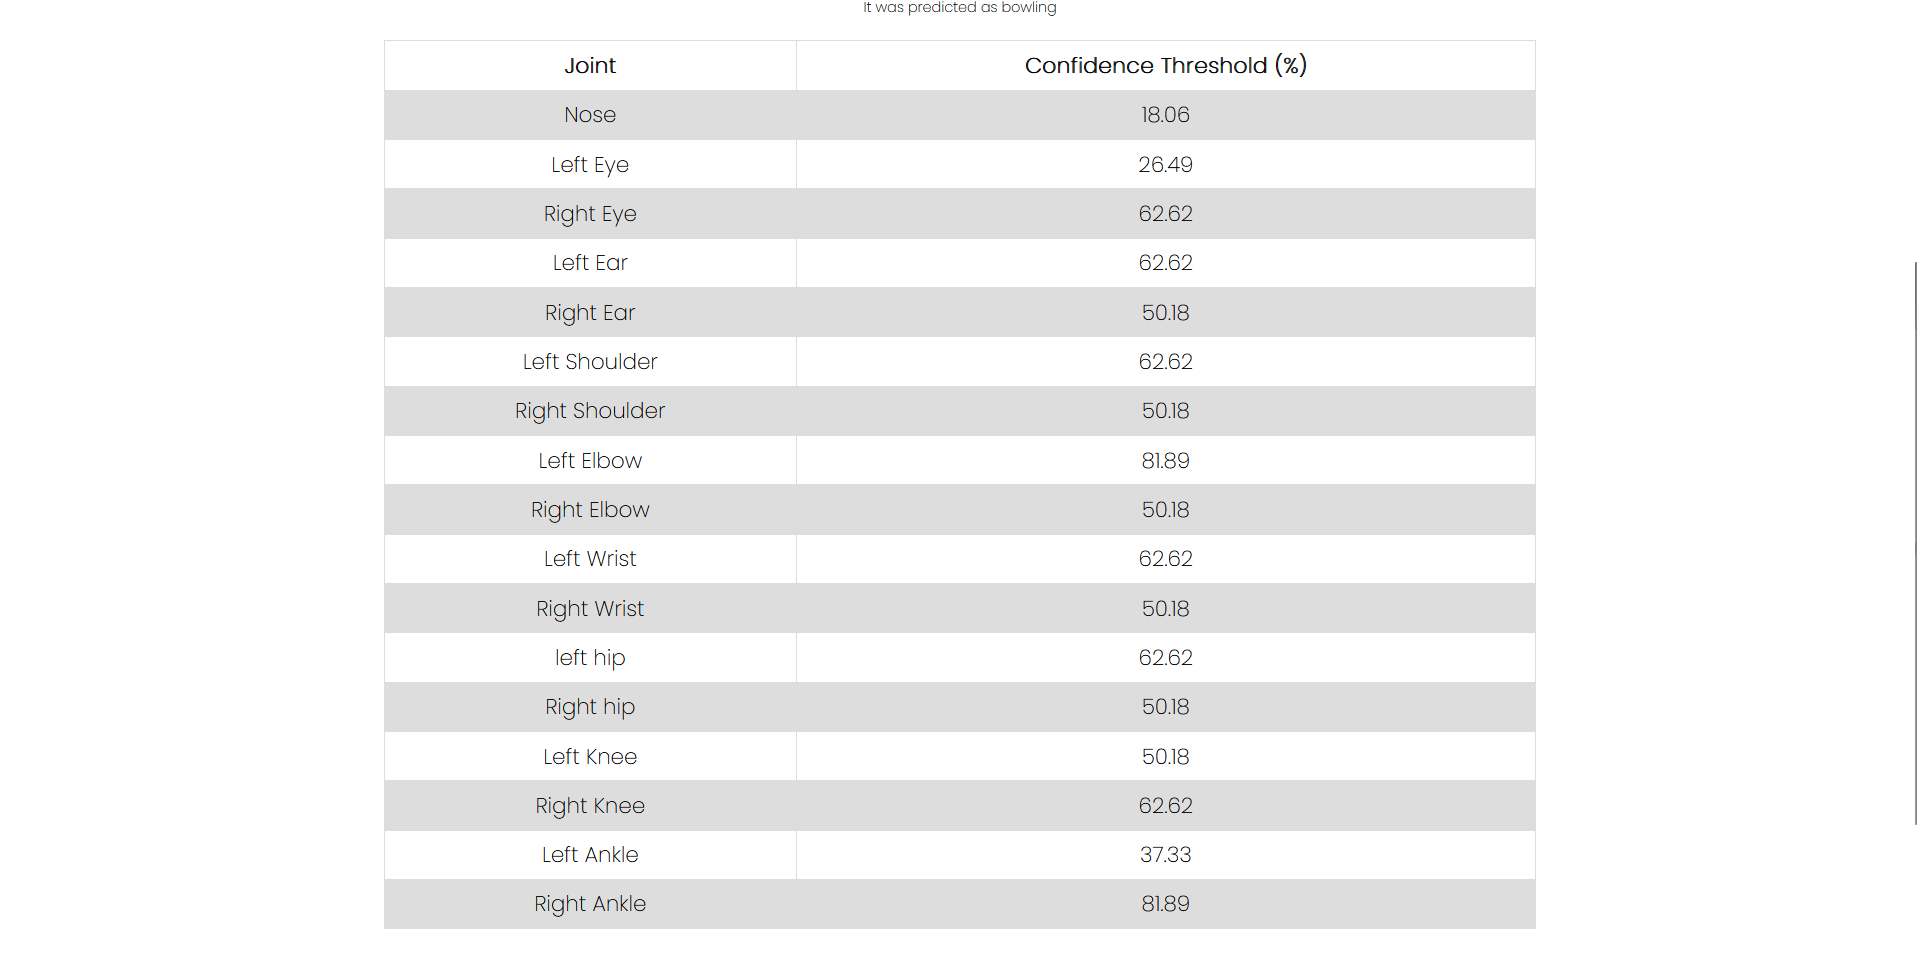 It was predicted as bowling
Joint Confidence Threshold (%)
Nose 18.06
Left Eye 26.49
Right Eye 62.62
Left Ear 62.62
Right Ear 50.18
Left Shoulder 62.62
Right Shoulder 50.18
Left Elbow 81.89
Right Elbow 50.18
Left Wrist 62.62
Right Wrist 50.18
left hip 62.62
Right hip 50.18
Left Knee 50.18
Right Knee 62.62
Left Ankle 37.33
Right Ankle 81.89